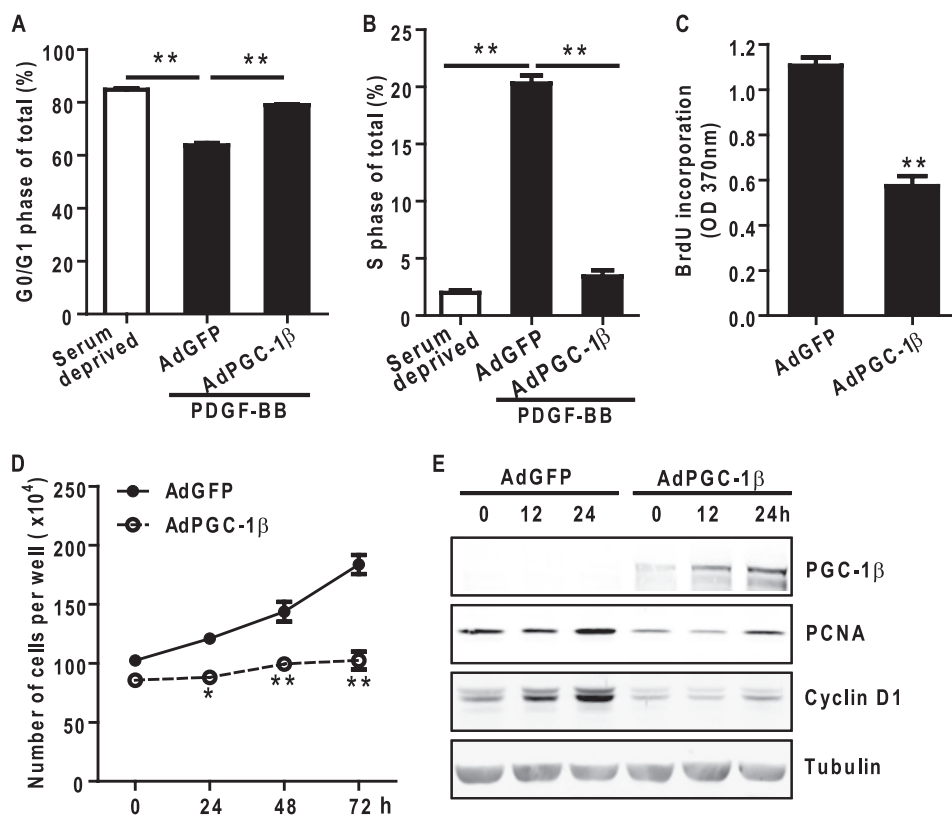 A
G0/G1 phase of total (%)
100
80
60
40
20
0
** **
Serum deprived
AdGFP
AdPGC-1β
PDGF-BB
B
S phase of total (%)
25
20
15
10
5
0
** **
Serum deprived
AdGFP
AdPGC-1β
PDGF-BB
C
BrdU incorporation
(OD 370nm)
1.2
1.2
0.9
0.6
0.3
0.0
**
AdGFP
AdPGC-1β
D
Number of cells per well ( x10⁴)
250
200
150
100
50
0
AdGFP
AdPGC-1β
* ** **
0 24 48 72 h
E
AdGFP AdPGC-1β
0 12 24 0 12 24h
PGC-1β
PCNA
Cyclin D1
Tubulin